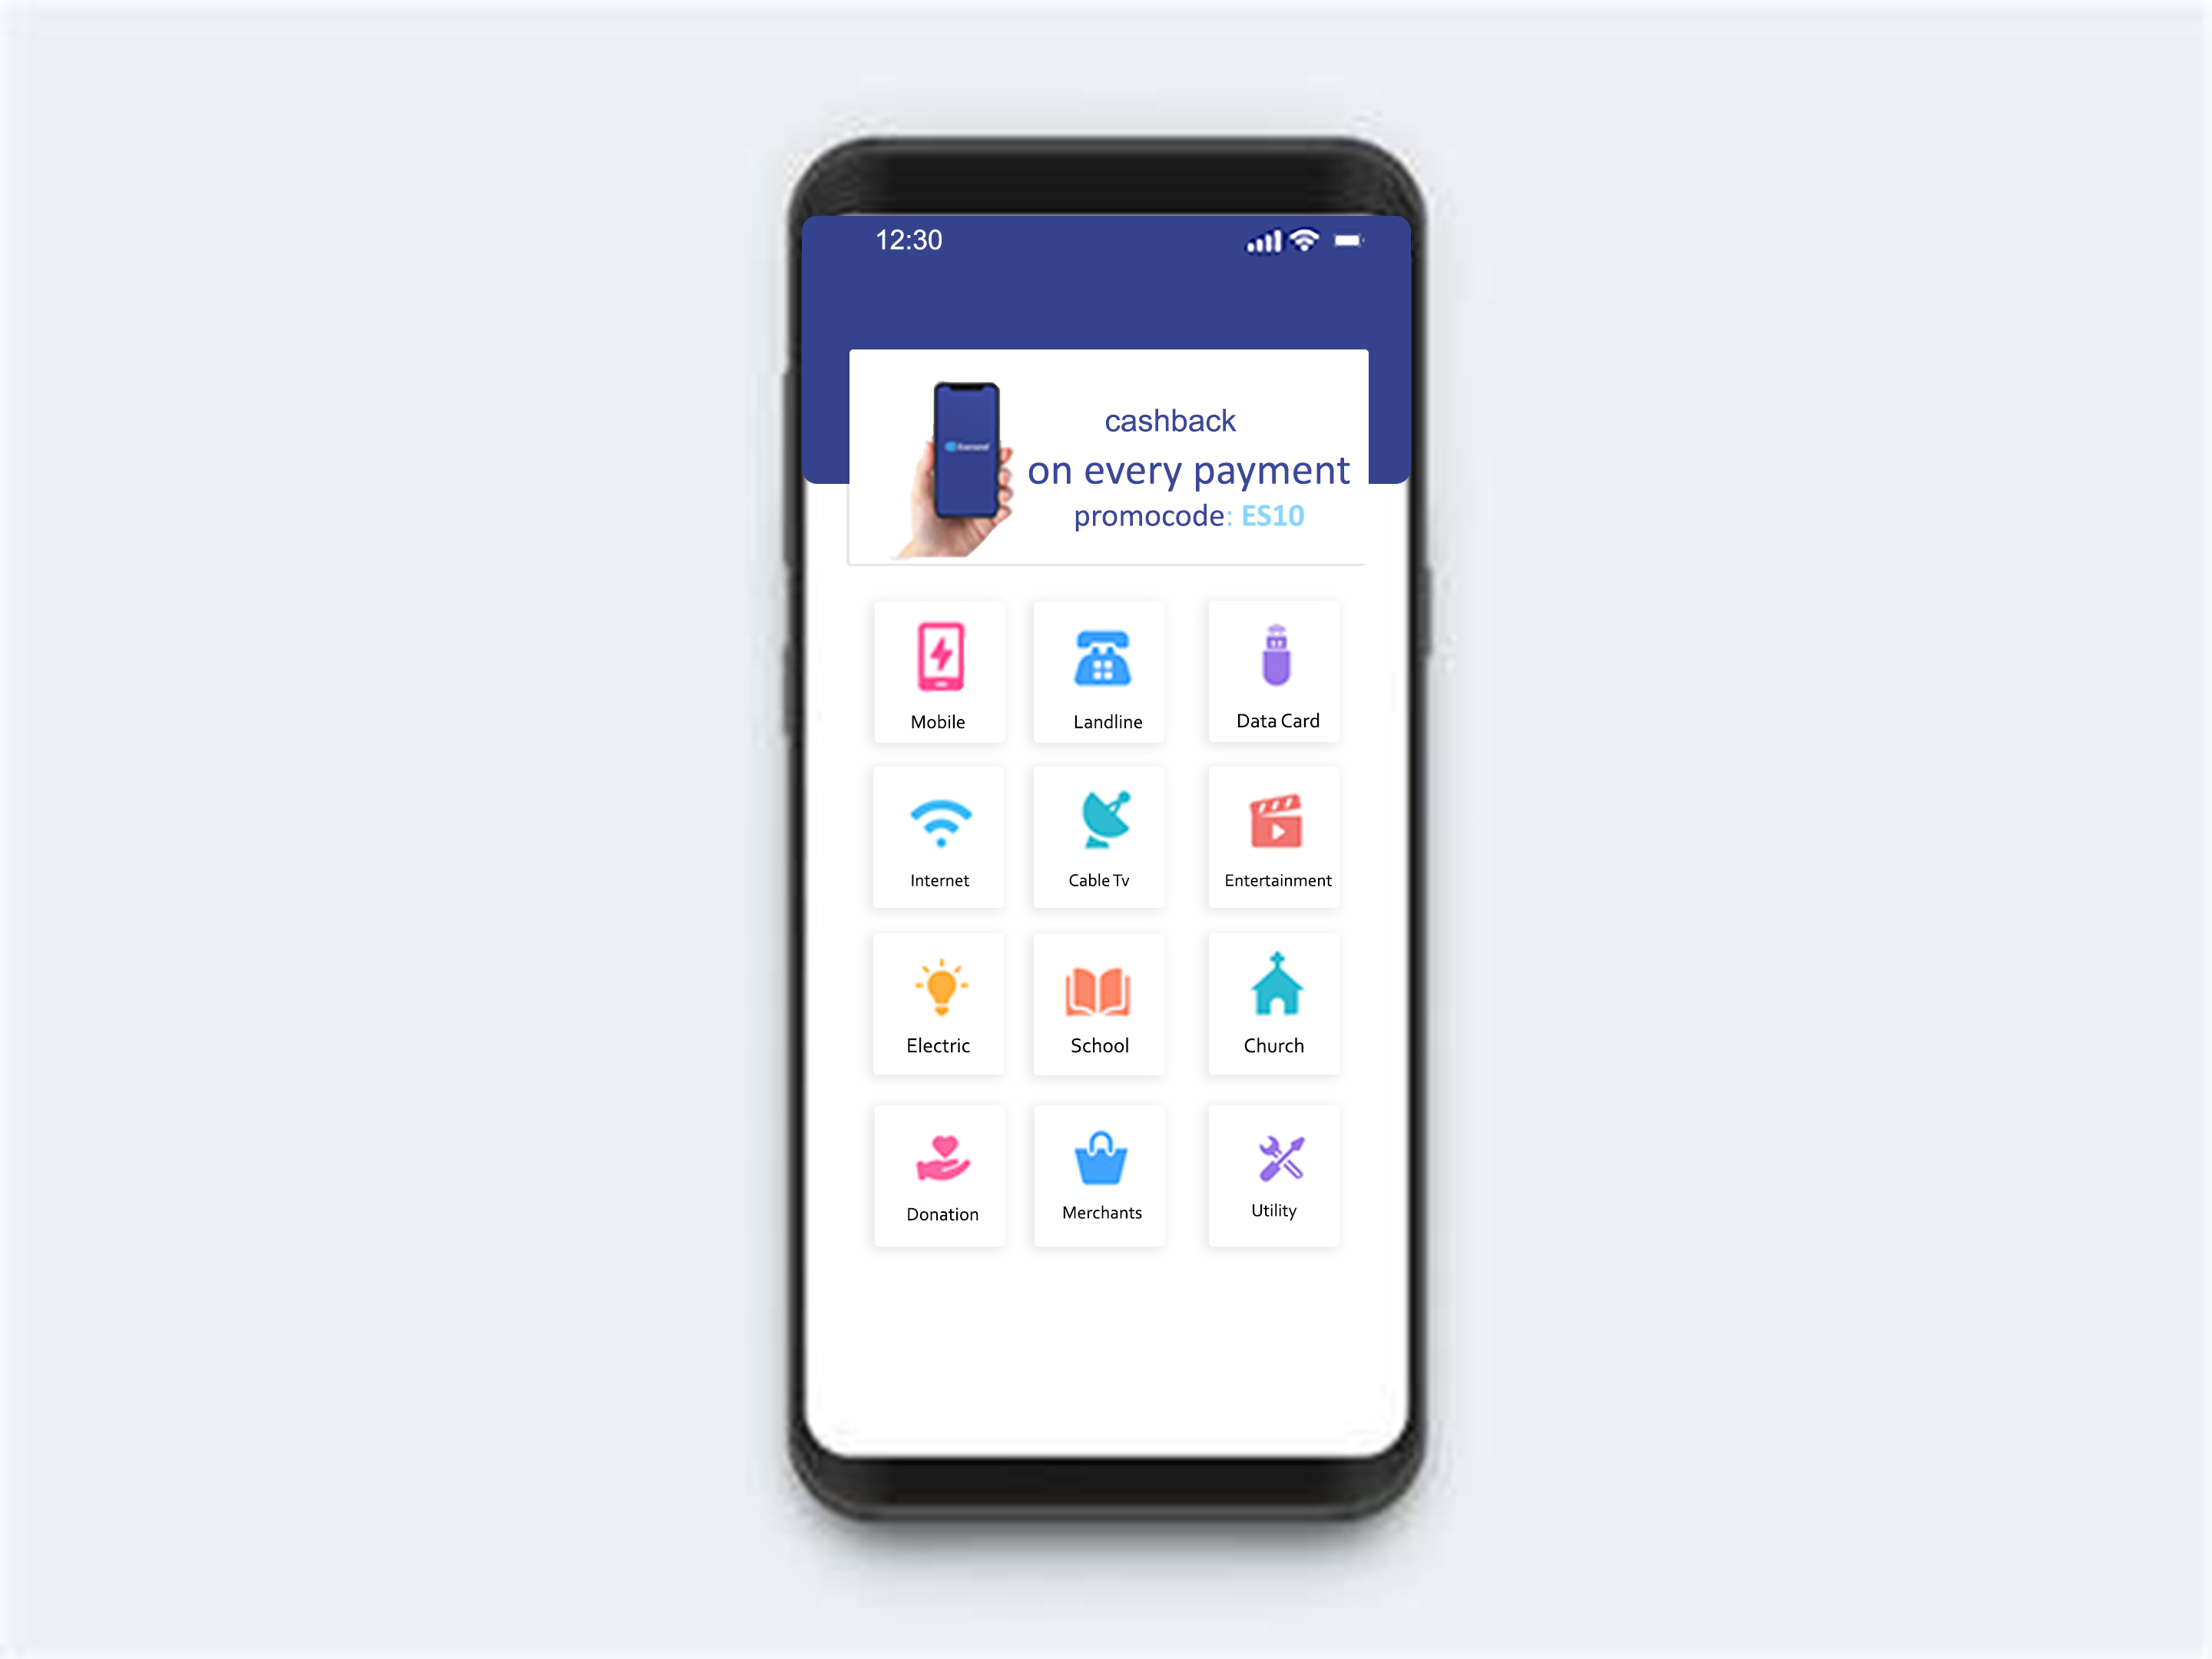 12:30
cashback
on every payment
promocode: ES10
Mobile
Landline
Data Card
Internet
Cable Tv
Entertainment
Electric
School
Church
Donation
Merchants
Utility